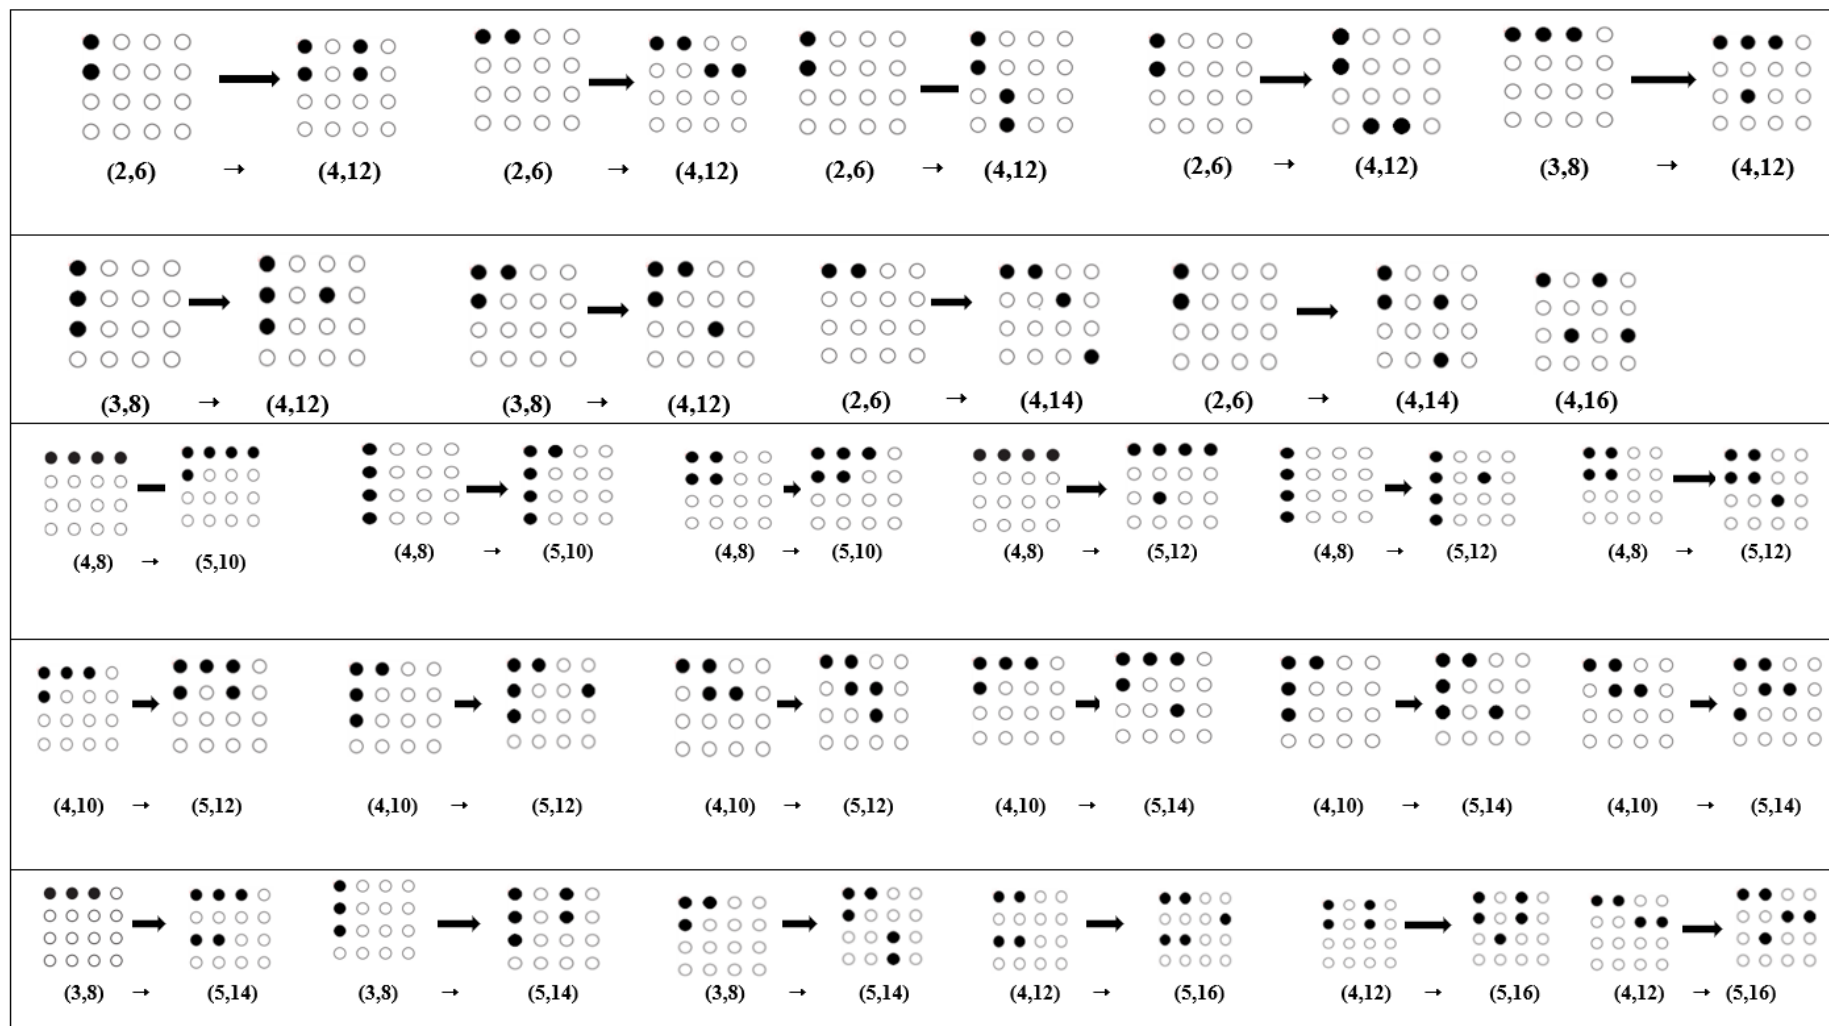 (2,6) → (4,12) (2,6) → (4,12) (2,6) → (4,12) (2,6) → (4,12) (3,8) → (4,12)
(3,8) → (4,12) (3,8) → (4,12) (2,6) → (4,14) (2,6) → (4,14) (4,16)
(4,8) → (5,10) (4,8) → (5,10) (4,8) → (5,10) (4,8) → (5,12) (4,8) → (5,12) (4,8) → (5,12)
(4,10) → (5,12) (4,10) → (5,12) (4,10) → (5,12) (4,10) → (5,14) (4,10) → (5,14) (4,10) → (5,14)
(3,8) → (5,14) (3,8) → (5,14) (3,8) → (5,14) (4,12) → (5,16) (4,12) → (5,16) (4,12) → (5,16)